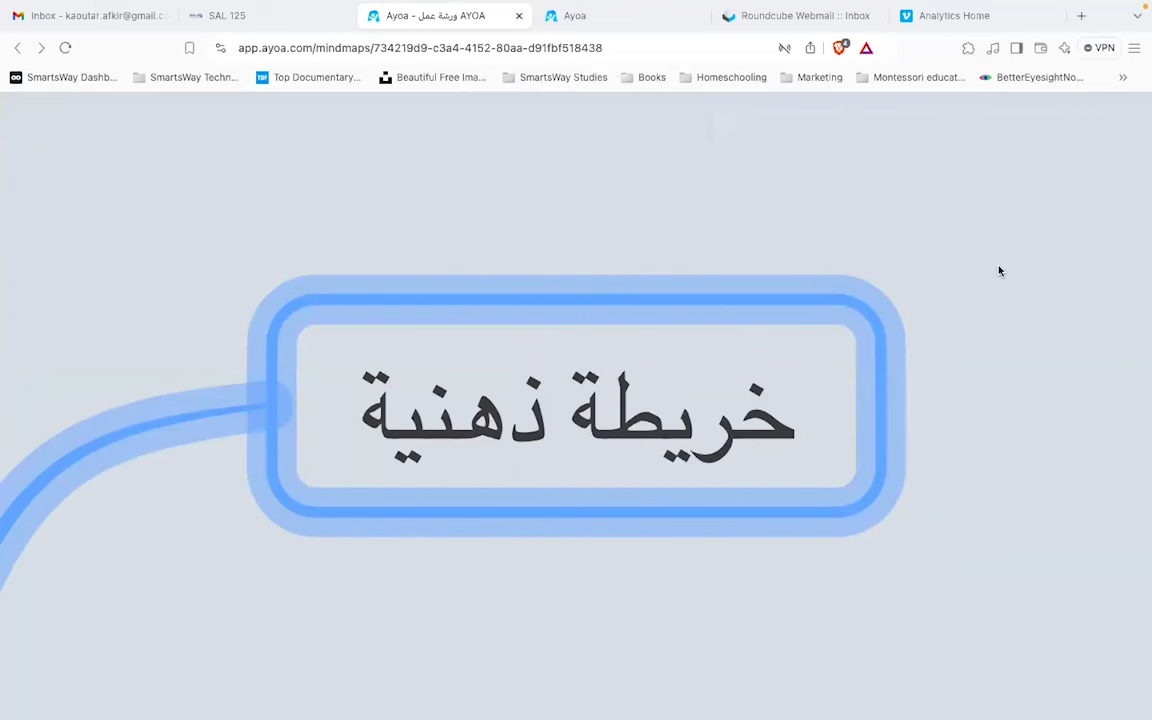 Inbox - kaoutar.afkir@gmail.c
SAL 125
Ayoa - ورشة عمل AYOA
Ayoa
Roundcube Webmail :: Inbox
Analytics Home
app.ayoa.com/mindmaps/734219d9-c3a4-4152-80aa-d91fbf518438
4
VPN
SmartsWay Dashb...
SmartsWay Techn...
Top Documentary...
Beautiful Free Ima...
SmartsWay Studies
Books
Homeschooling
Marketing
Montessori educat...
BetterEyesightNo...
خريطة ذهنية